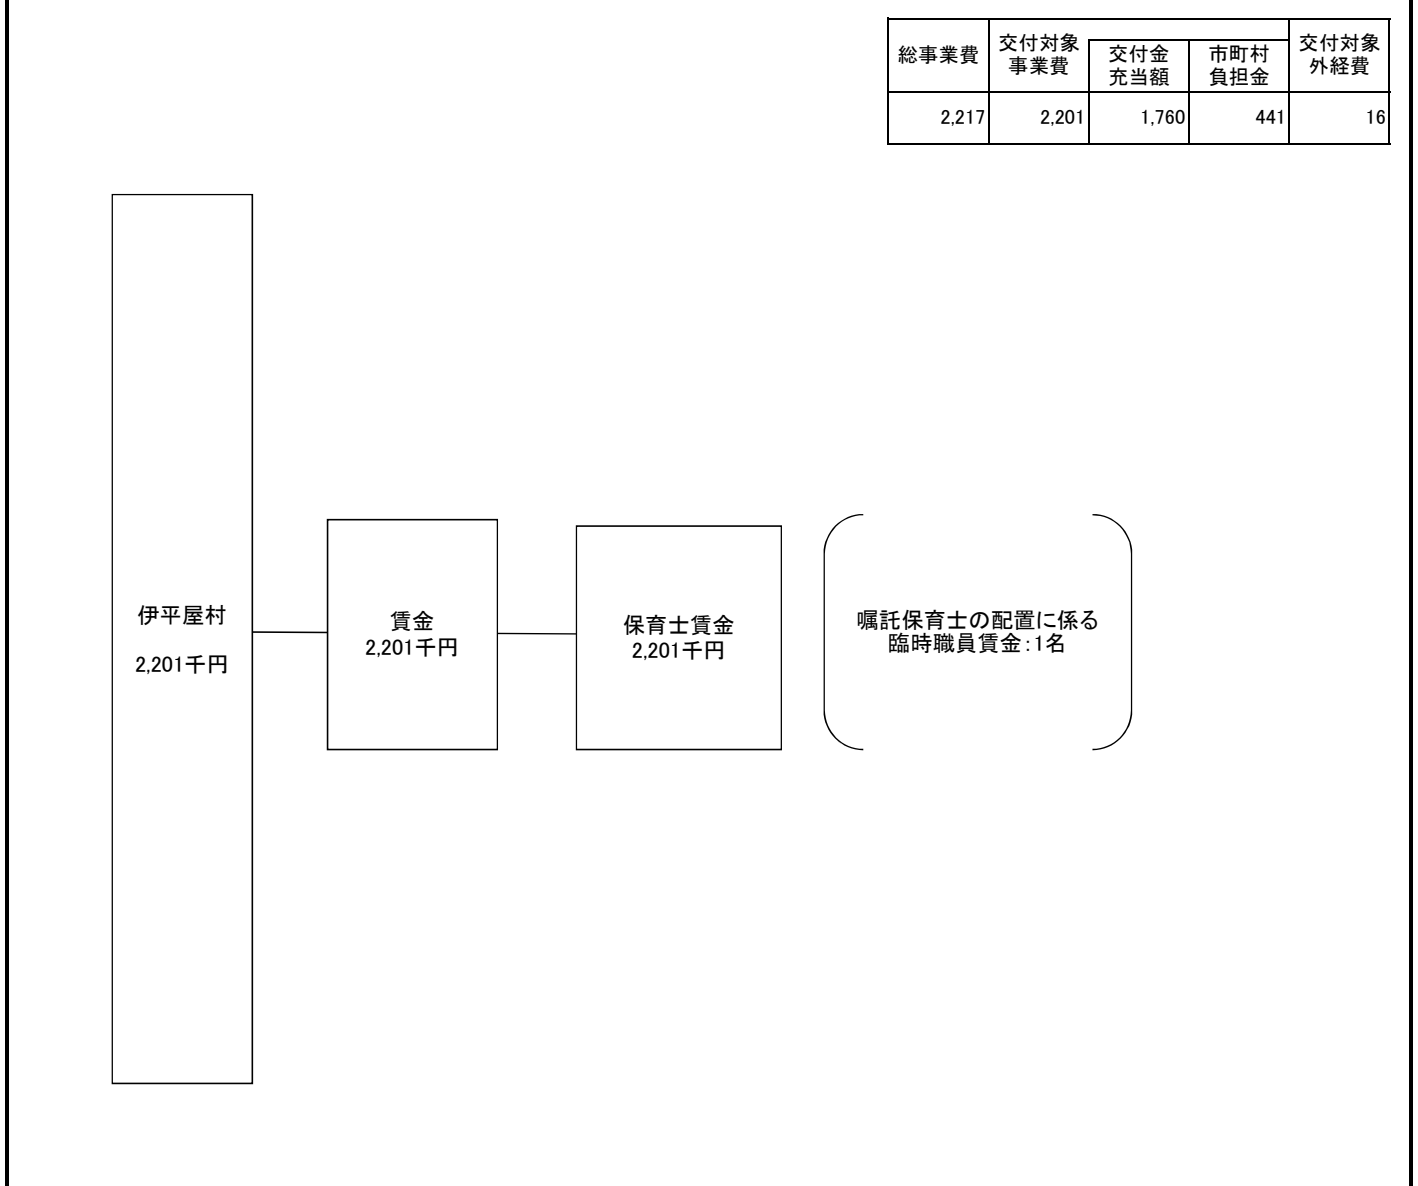 総事業費
交付対象
事業費
交付金
充当額
市町村
負担金
交付対象
外経費
2,217
2,201
1,760
441
16
伊平屋村
2,201千円
賃金
2,201千円
保育士賃金
2,201千円
嘱託保育士の配置に係る
臨時職員賃金：1名